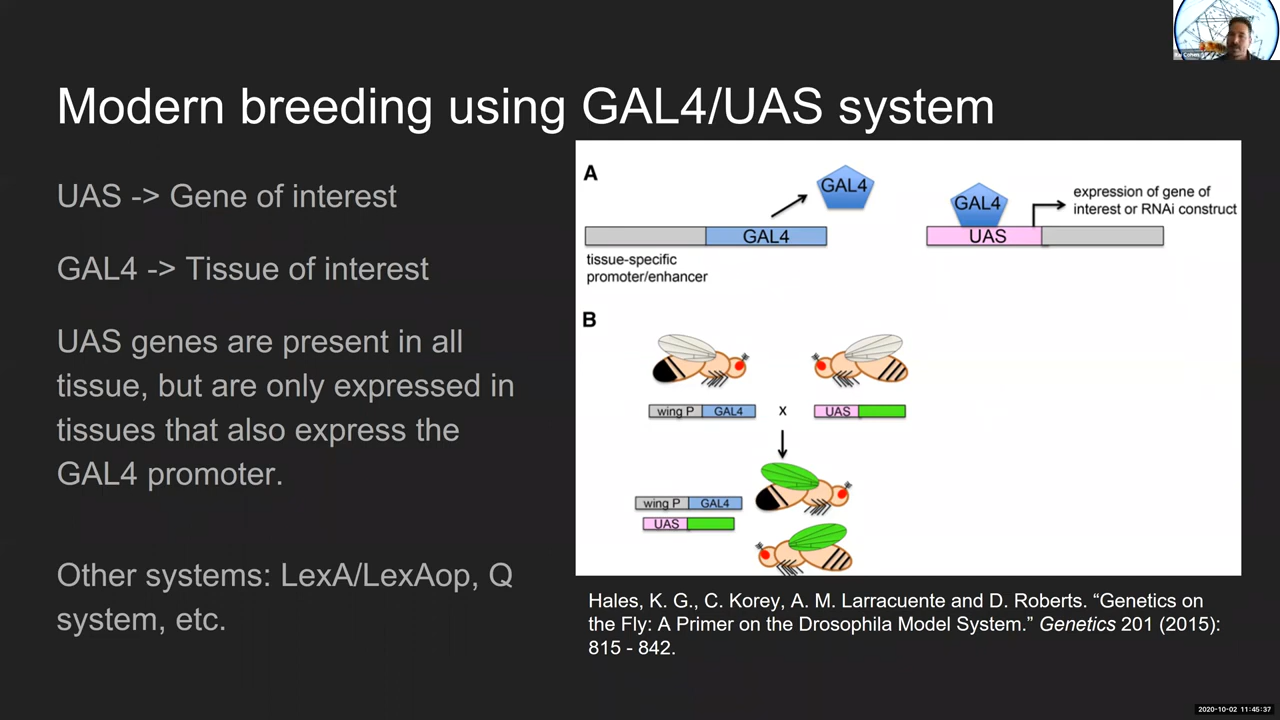 Modern breeding using GAL4/UAS system
UAS -> Gene of interest
GAL4 -> Tissue of interest
UAS genes are present in all
tissue, but are only expressed in
tissues that also express the
GAL4 promoter.
Other systems: LexA/LexAop, Q
system, etc.
A
GAL4
GAL4
tissue-specific
promoter/enhancer
GAL4
UAS
expression of gene of
interest or RNAi construct
B
wing P GAL4
x
UAS
wing P GAL4
UAS
Hales, K. G., C. Korey, A. M. Larracuente and D. Roberts. “Genetics on
the Fly: A Primer on the Drosophila Model System.” Genetics 201 (2015):
815 - 842.
2020-10-02 11:45:37